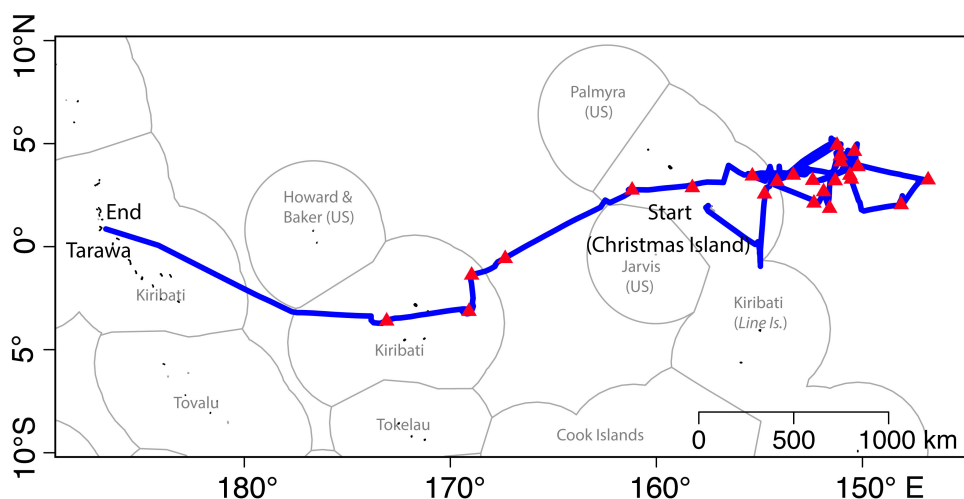 10°N
5°
0°
5°
10°S
Palmyra
(US)
Howard &
Baker (US)
End
Tarawa
Kiribati
Start
(Christmas Island)
Jarvis
(US)
Kiribati
(Line Is.)
Kiribati
Tovalu
Tokelau
Cook Islands
0
500
1000 km
180°
170°
160°
150° E